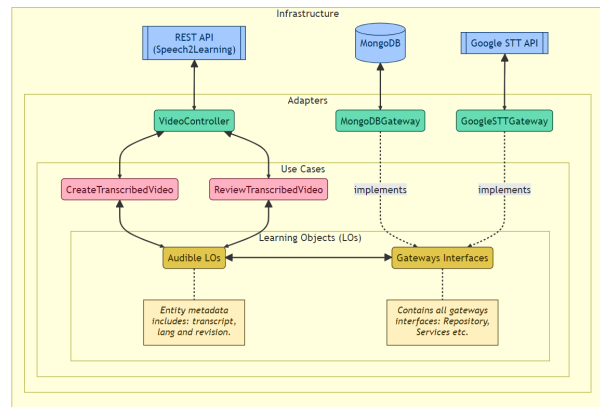 Infrastructure
REST API
(Speech2Learning)
MongoDB
Google STT API
Adapters
VideoController
MongoDBGateway
GoogleSTTGateway
Use Cases
CreateTranscribedVideo
ReviewTranscribedVideo
implements
implements
Learning Objects (LOs)
Audible LOs
Gateways Interfaces
Entity metadata
includes: transcript,
lang and revision.
Contains all gateways
interfaces: Repository,
Services etc.